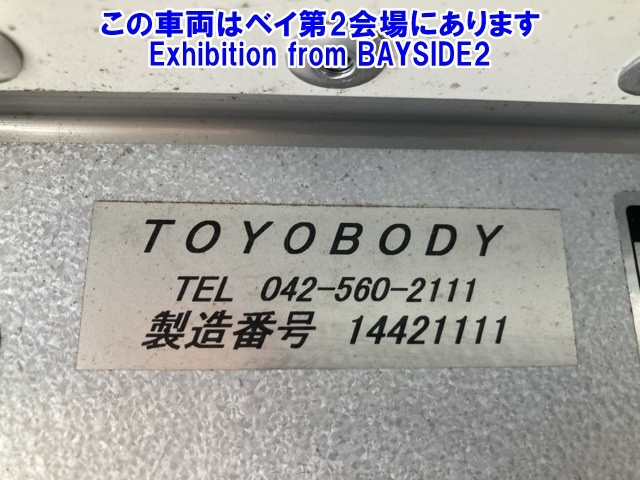 この車両はベイ第2会場にあります
Exhibition from BAYSIDE2
TOYOBODY
TEL 042-560-2111
製造番号 14421111